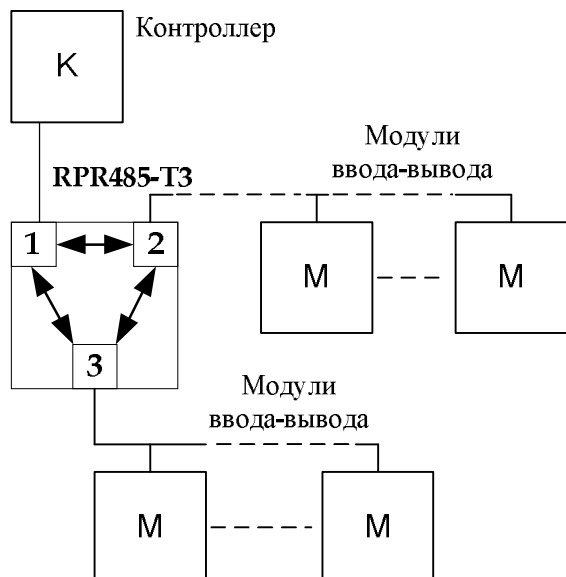 K
Контроллер
RPR485-T3
Модули
ввода-вывода
1
2
M
M
3
Модули
ввода-вывода
M
M